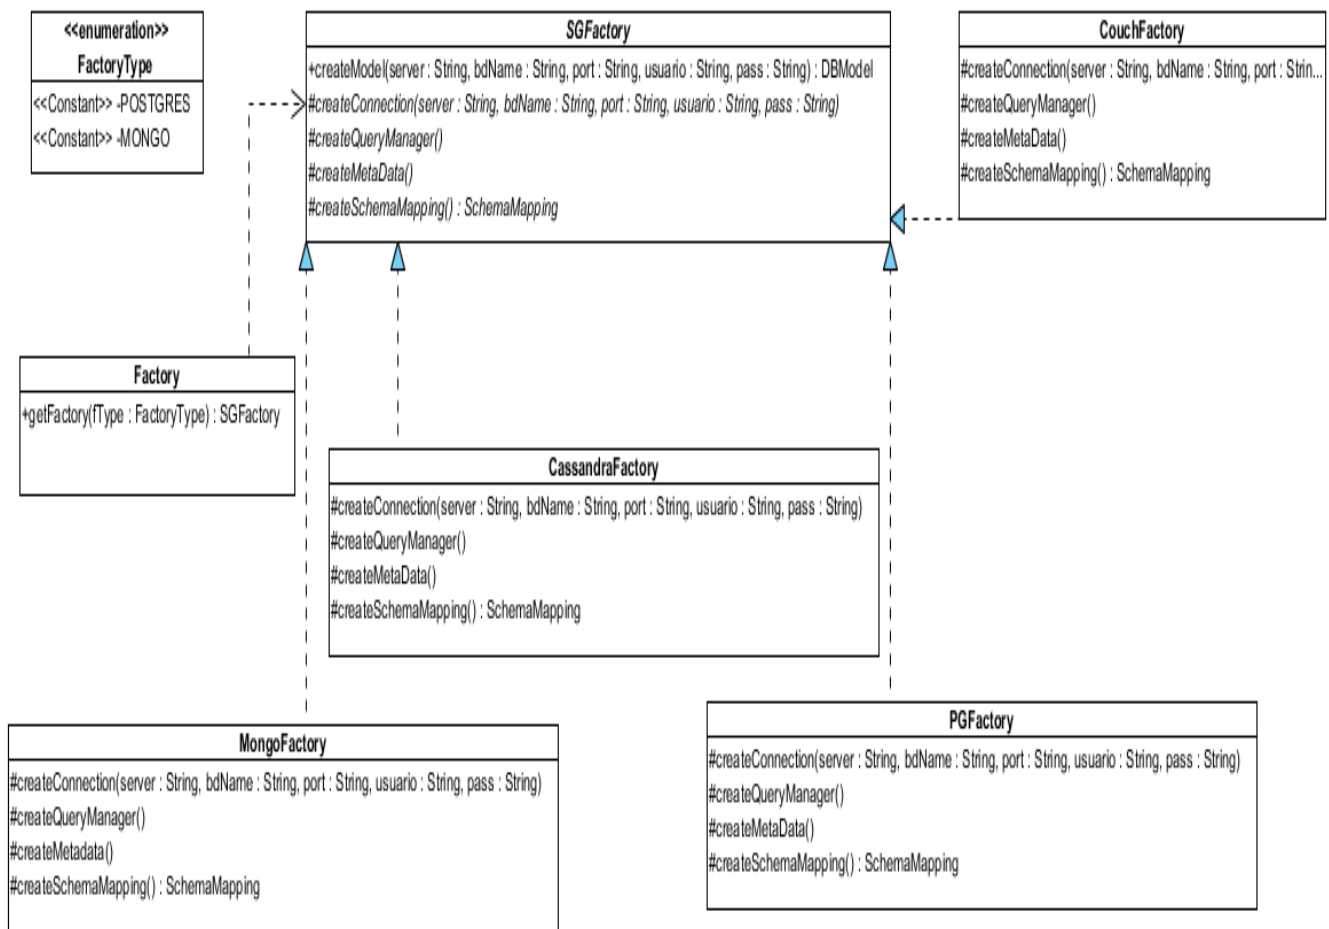 <<enumeration>>
FactoryType
<<Constant>> -POSTGRES
<<Constant>> -MONGO
SGFactory
+createModel(server : String, bdName : String, port : String, usuario : String, pass : String) : DBModel
#createConnection(server : String, bdName : String, port : String, usuario : String, pass : String)
#createQueryManager()
#createMetaData()
#createSchemaMapping() : SchemaMapping
CouchFactory
#createConnection(server : String, bdName : String, port : Strin...
#createQueryManager()
#createMetaData()
#createSchemaMapping() : SchemaMapping
Factory
+getFactory(fType : FactoryType) : SGFactory
CassandraFactory
#createConnection(server : String, bdName : String, port : String, usuario : String, pass : String)
#createQueryManager()
#createMetaData()
#createSchemaMapping() : SchemaMapping
MongoFactory
#createConnection(server : String, bdName : String, port : String, usuario : String, pass : String)
#createQueryManager()
#createMetadata()
#createSchemaMapping() : SchemaMapping
PGFactory
#createConnection(server : String, bdName : String, port : String, usuario : String, pass : String)
#createQueryManager()
#createMetaData()
#createSchemaMapping() : SchemaMapping